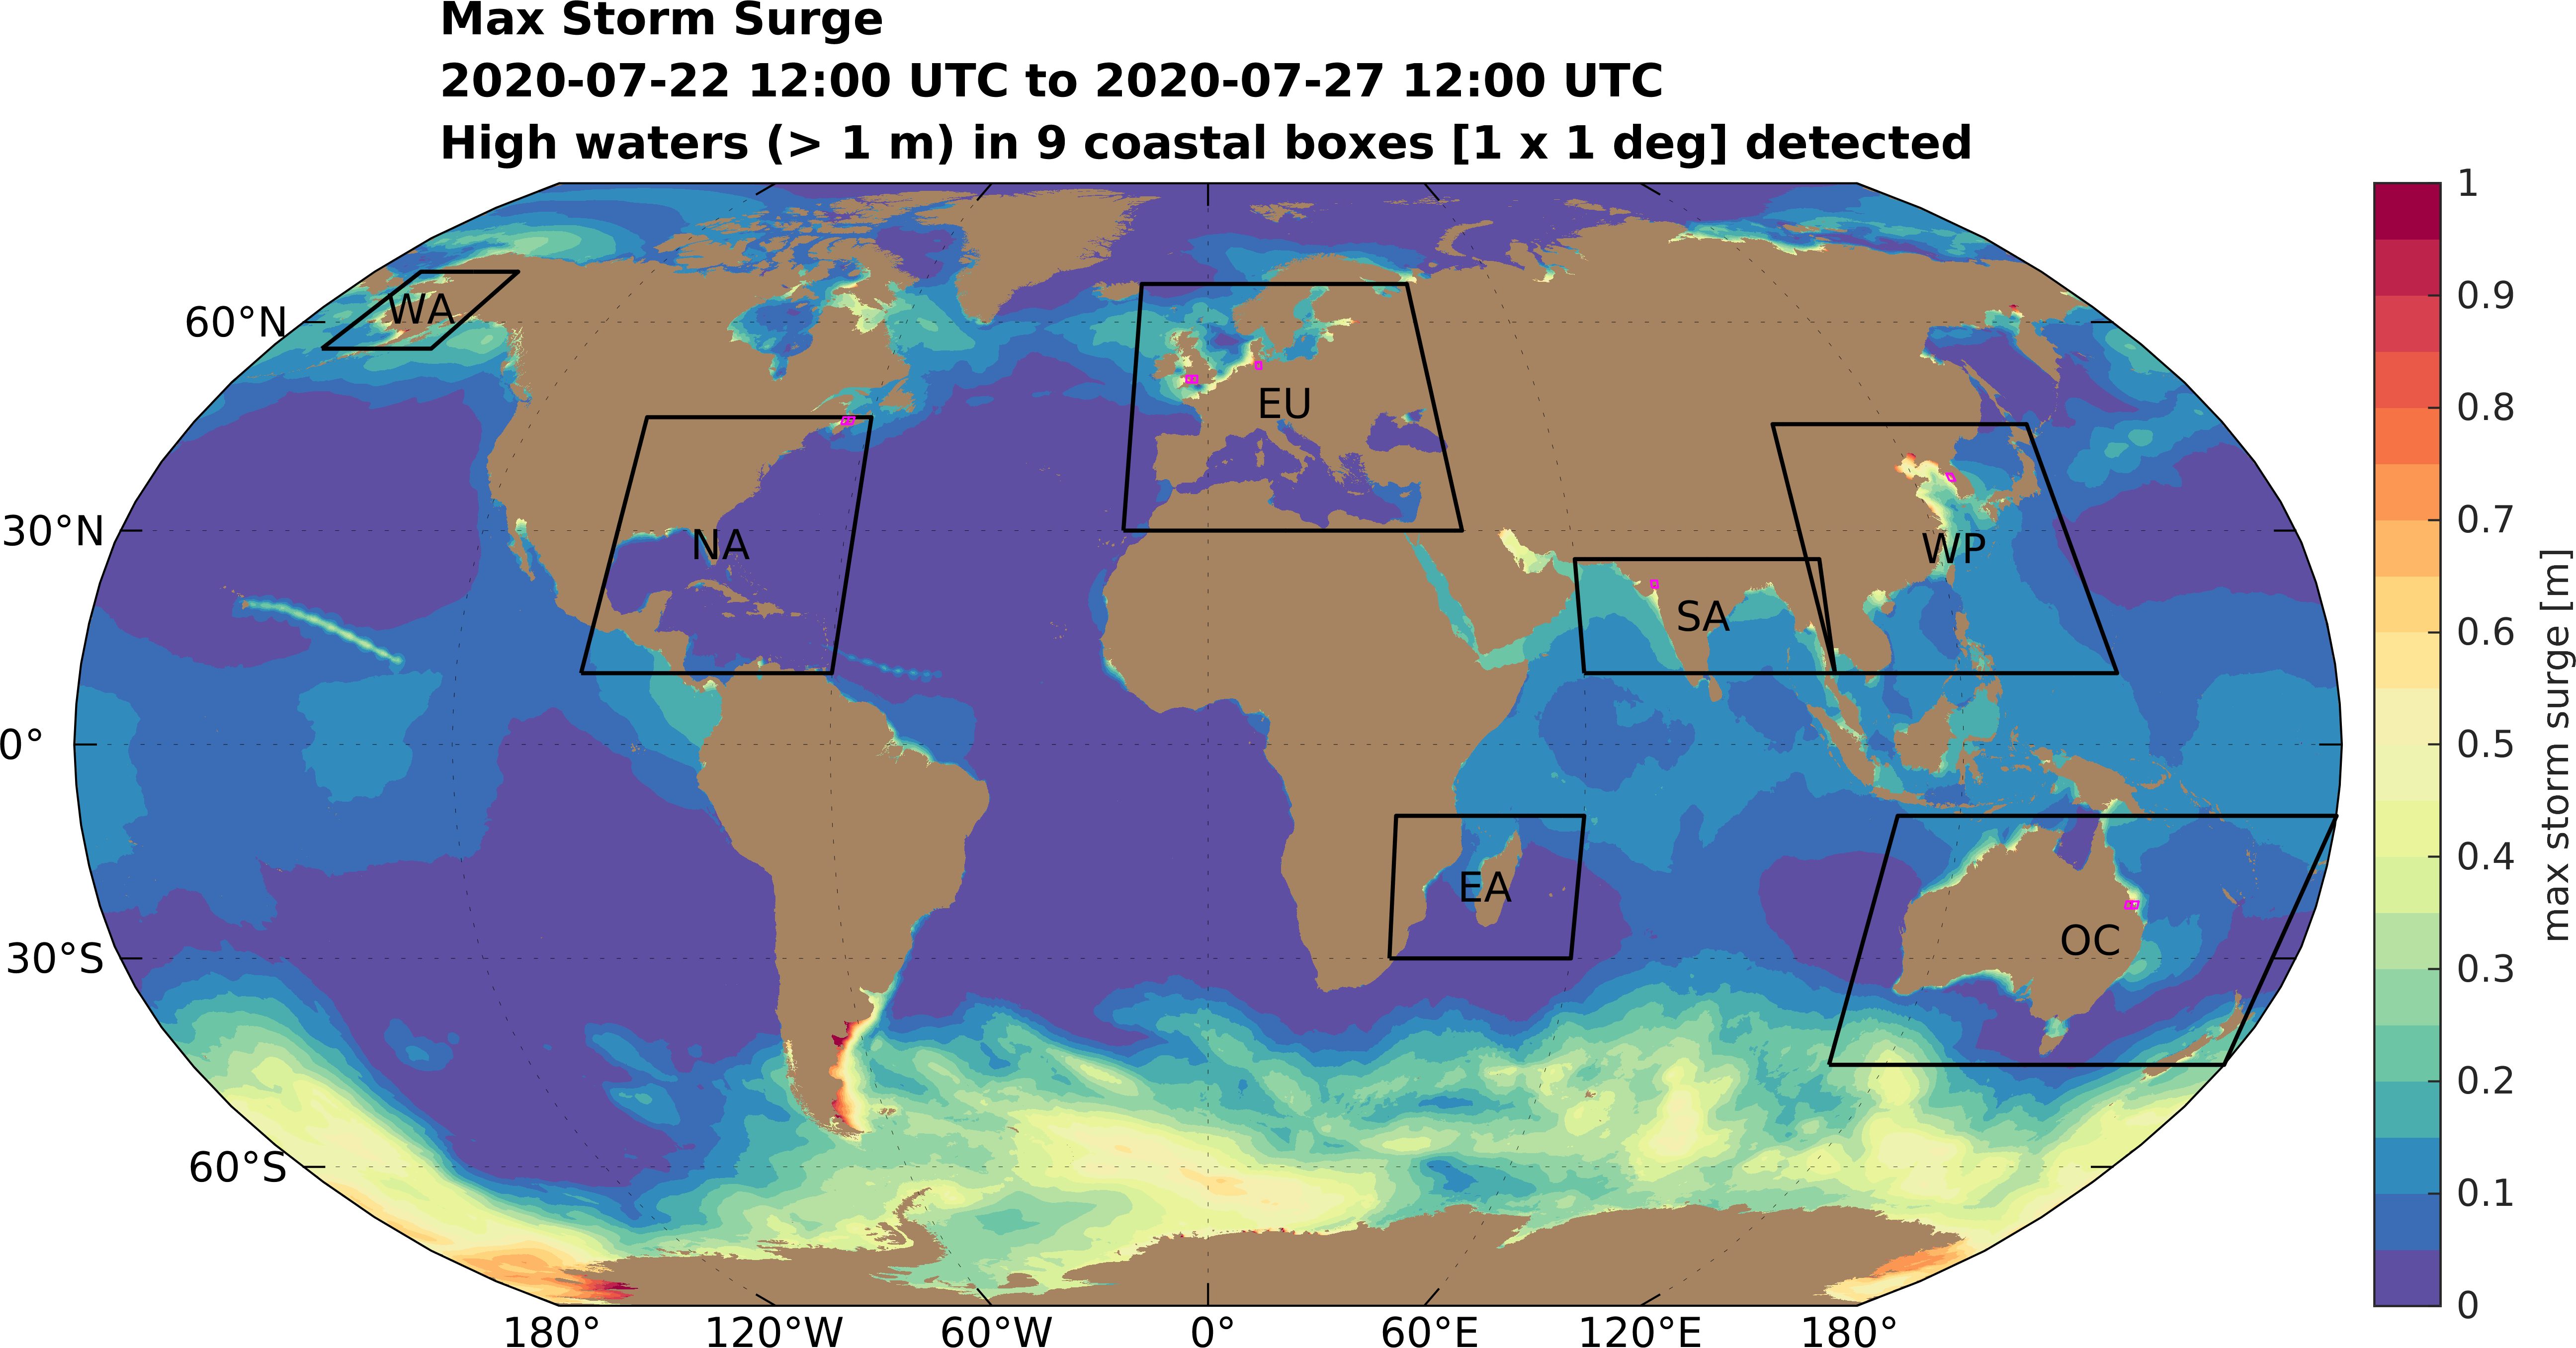 Max Storm Surge
2020-07-22 12:00 UTC to 2020-07-27 12:00 UTC
High waters (> 1 m) in 9 coastal boxes [1 x 1 deg] detected
1
0.9
0.8
0.7
0.6
0.5
0.4
0.3
0.2
0.1
0
max storm surge [m]
60°N
30°N
0°
30°S
60°S
WA
EU
NA
WP
SA
EA
OC
180°
120°W
60°W
0°
60°E
120°E
180°